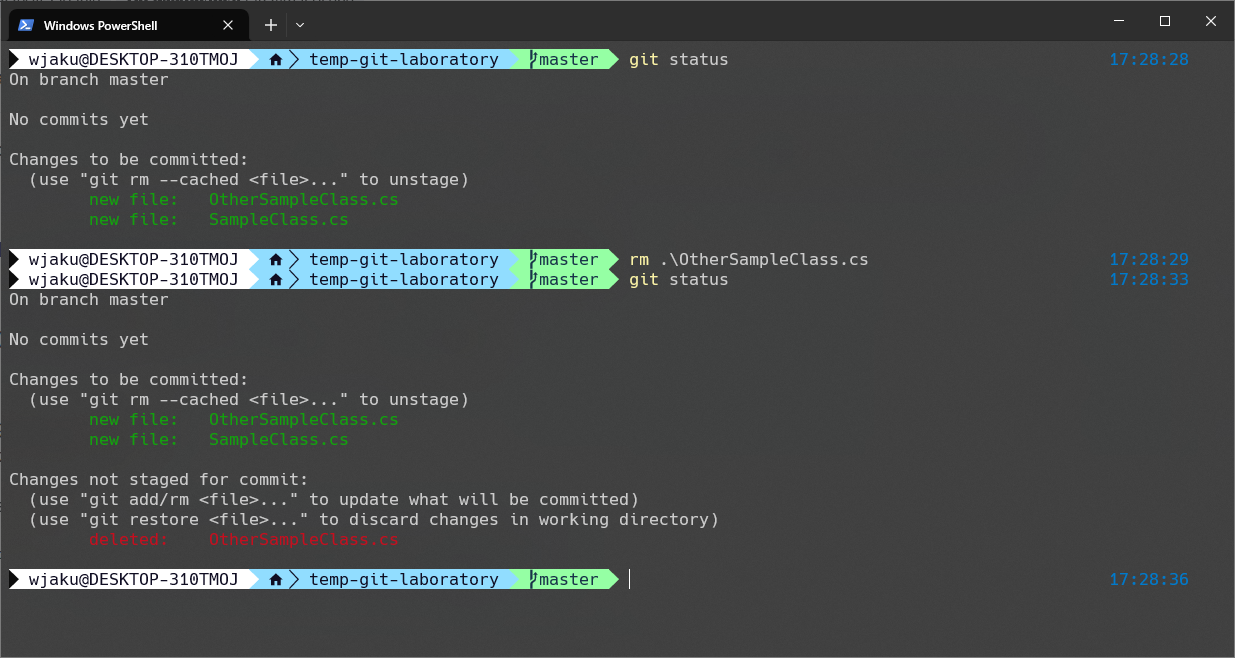 Windows PowerShell
wjaku@DESKTOP-310TMOJ temp-git-laboratory master git status 17:28:28
On branch master
No commits yet
Changes to be committed:
(use "git rm --cached <file>..." to unstage)
new file: OtherSampleClass.cs
new file: SampleClass.cs
wjaku@DESKTOP-310TMOJ temp-git-laboratory master rm .\OtherSampleClass.cs 17:28:29
wjaku@DESKTOP-310TMOJ temp-git-laboratory master git status 17:28:33
On branch master
No commits yet
Changes to be committed:
(use "git rm --cached <file>..." to unstage)
new file: OtherSampleClass.cs
new file: SampleClass.cs
Changes not staged for commit:
(use "git add/rm <file>..." to update what will be committed)
(use "git restore <file>..." to discard changes in working directory)
deleted: OtherSampleClass.cs
wjaku@DESKTOP-310TMOJ temp-git-laboratory master 17:28:36